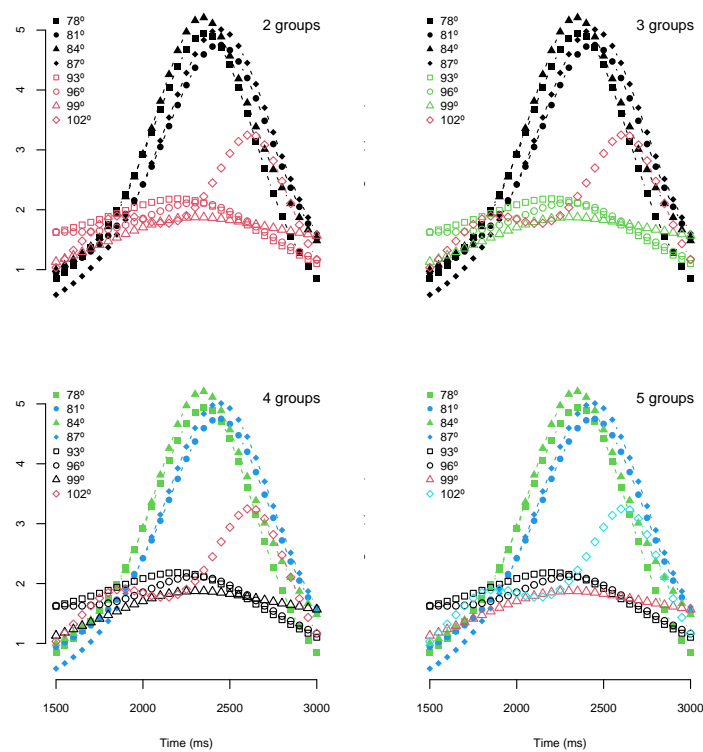 2 groups
78º
81º
84º
87º
93º
96º
99º
102º
5
4
3
2
1
3 groups
78º
81º
84º
87º
93º
96º
99º
102º
4 groups
78º
81º
84º
87º
93º
96º
99º
102º
5
4
3
2
1
1500 2000 2500 3000
Time (ms)
5 groups
78º
81º
84º
87º
93º
96º
99º
102º
1500 2000 2500 3000
Time (ms)